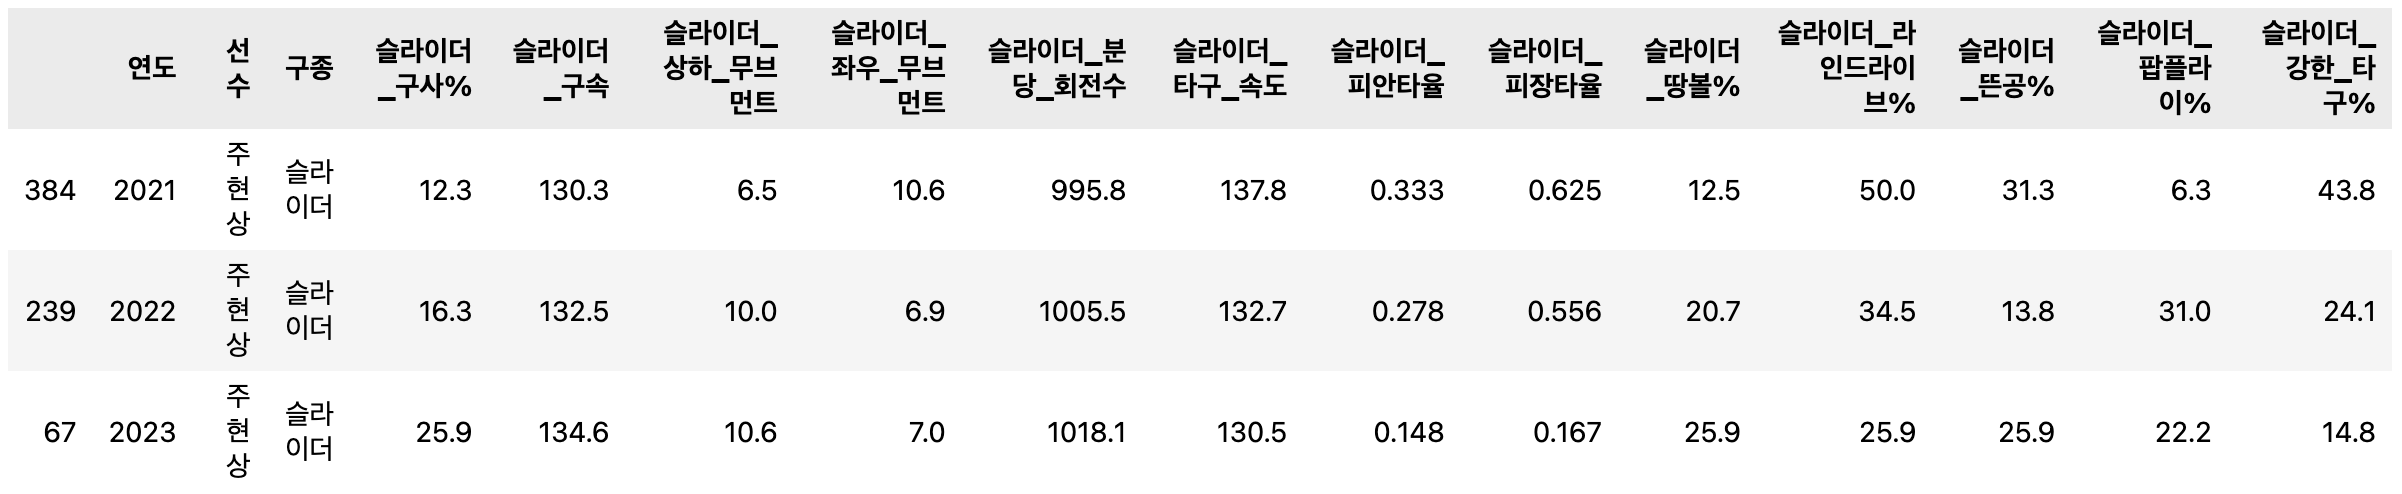 연도 선수 구종 슬라이더_구사% 슬라이더_구속 슬라이더_상하_무브먼트 슬라이더_좌우_무브먼트 슬라이더_분당_회전수 슬라이더_타구_속도 슬라이더_피안타율 슬라이더_피장타율 슬라이더_땅볼% 슬라이더_라인드라이브% 슬라이더_뜬공% 슬라이더_팝플라이% 슬라이더_강한_타구%
384 2021 주현상 슬라이더 12.3 130.3 6.5 10.6 995.8 137.8 0.333 0.625 12.5 50.0 31.3 6.3 43.8
239 2022 주현상 슬라이더 16.3 132.5 10.0 6.9 1005.5 132.7 0.278 0.556 20.7 34.5 13.8 31.0 24.1
67 2023 주현상 슬라이더 25.9 134.6 10.6 7.0 1018.1 130.5 0.148 0.167 25.9 25.9 25.9 22.2 14.8